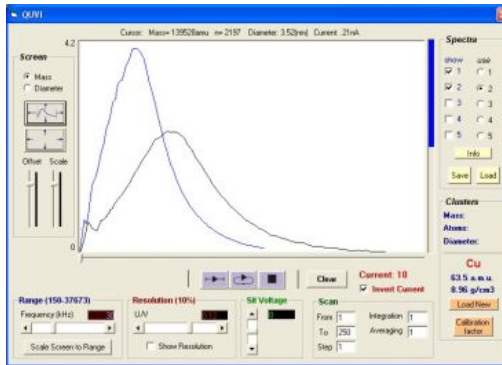 QUVI
Cursor: Mass= 139528amu n= 2197 Diameter: 3.52(nm) Current .21nA
4.2
0
Screen
Mass
Diameter
Offset Scale
Clear
Current: 10
Invert Current
Range (150-37673)
Frequency (kHz)
Scale Screen to Range
Resolution (10%)
U/V
Show Resolution
Sit Voltage
Scan
From 1 Integration 1
To 250 Averaging 1
Step 1
Spectra
show use
1 1
2 2
3 3
4 4
5 5
Info
Save Load
Clusters
Mass:
Atoms:
Diameter:
Cu
63.5 a.m.u.
8.96 g/cm3
Load New
Calibration
factor